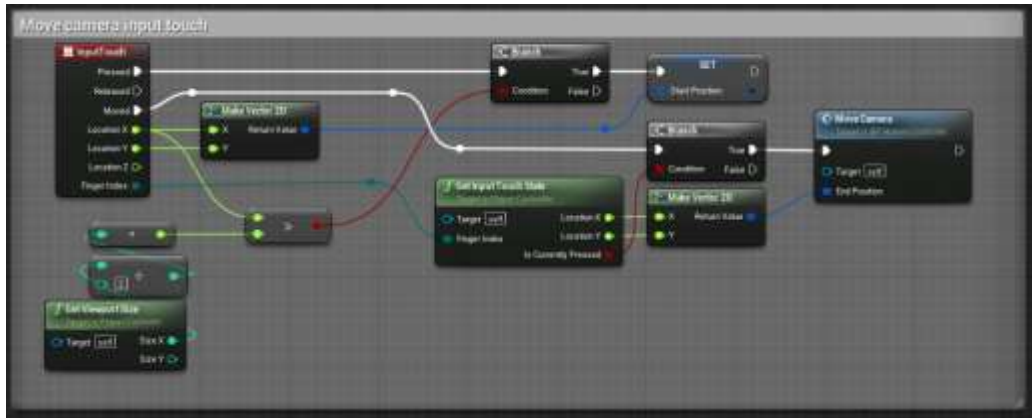 Move camera input touch
InputTouch
Pressed
Released
Moved
Location X
Location Y
Location Z
Finger Index
Make Vector 2D
X
Return Value
Y
Branch
True
Condition
False
SET
Start Position
Branch
True
Condition
False
Move Camera
Target self
End Position
Get Input Touch State
Target self
Location X
Finger Index
Location Y
Is Currently Pressed
Make Vector 2D
X
Return Value
Y
Get Viewport Size
Target self
Size X
Size Y